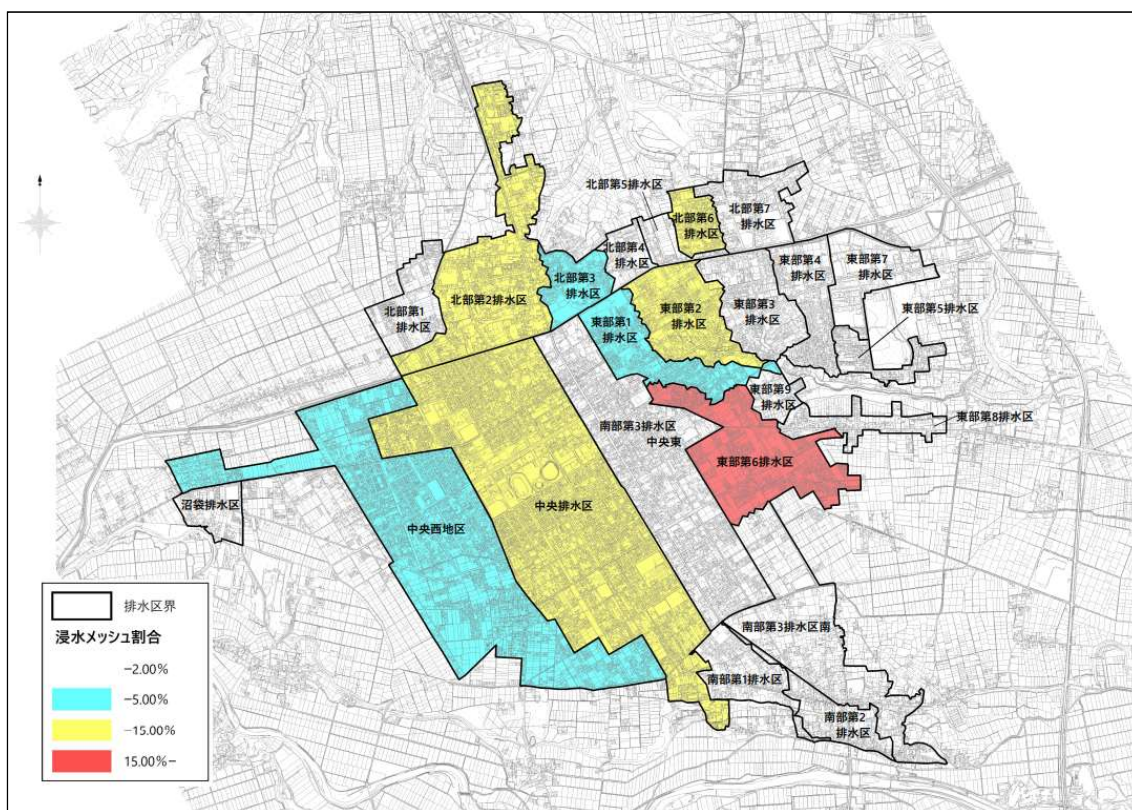 北部第5排水区
北部第6
排水区
北部第7
排水区
北部第4
排水区
北部第3
排水区
北部第2排水区
北部第1
排水区
東部第4
排水区
東部第7
排水区
東部第3
排水区
東部第2
排水区
東部第1
排水区
東部第5排水区
東部第9
排水区
東部第8排水区
南部第3排水区
中央東
東部第6排水区
中央排水区
中央西地区
沼袋排水区
南部第3排水区南
南部第1排水区
南部第2
排水区
排水区界
浸水メッシュ割合
−2.00%
−5.00%
−15.00%
15.00%−